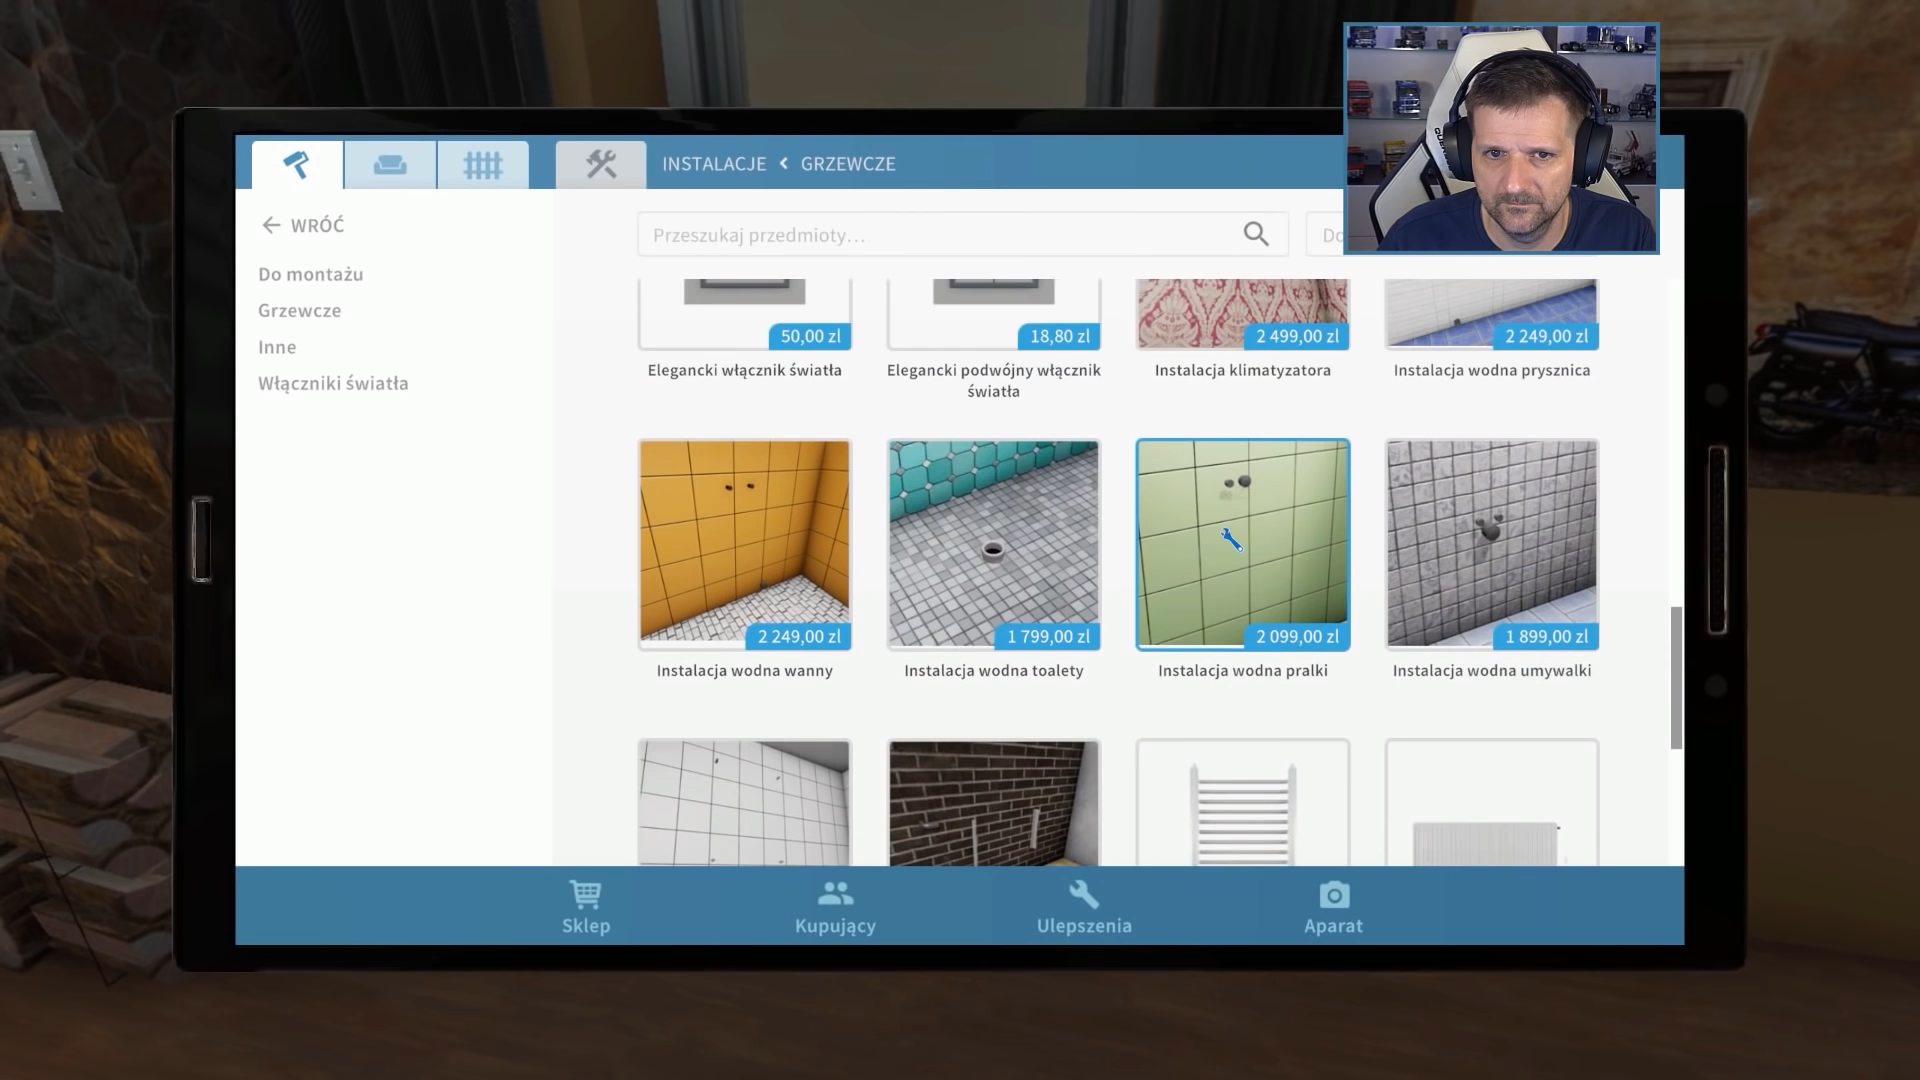 INSTALACJE < GRZEWCZE
WRÓĆ
Do montażu
Grzewcze
Inne
Włączniki światła
Przeszukaj przedmioty...
50,00 zl
18,80 zl
2 499,00 zl
2 249,00 zl
Elegancki włącznik światła
Elegancki podwójny włącznik
światła
Instalacja klimatyzatora
Instalacja wodna prysznica
2 249,00 zl
1 799,00 zl
2 099,00 zl
1 899,00 zl
Instalacja wodna wanny
Instalacja wodna toalety
Instalacja wodna pralki
Instalacja wodna umywalki
Sklep
Kupujący
Ulepszenia
Aparat